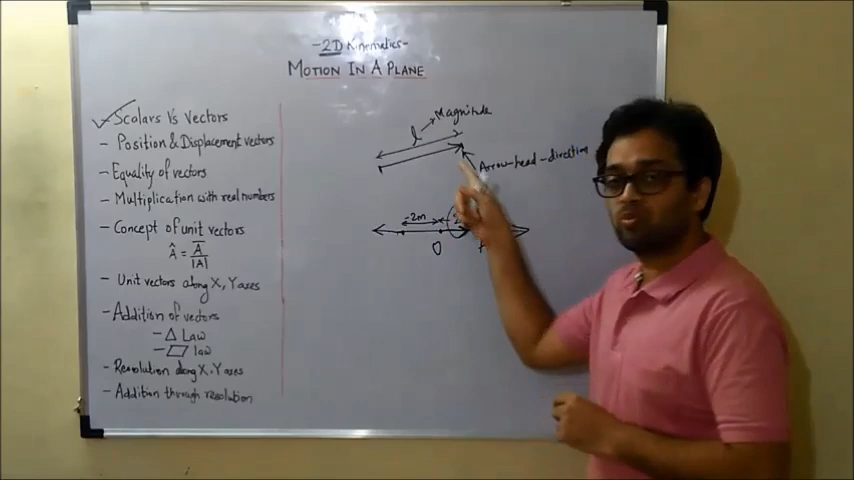 -2D Kinematics-
MOTION IN A PLANE
Scalars Vs Vectors
- Position & Displacement vectors
- Equality of vectors
- Multiplication with real numbers
- Concept of unit vectors
Â = A / |A|
- Unit vectors along X, Y axes
- Addition of vectors
- Δ Law
- ▱ law
- Resolution along X, Y axes
- Addition through resolution
l → Magnitude
Arrow-head-direction
-2m
O